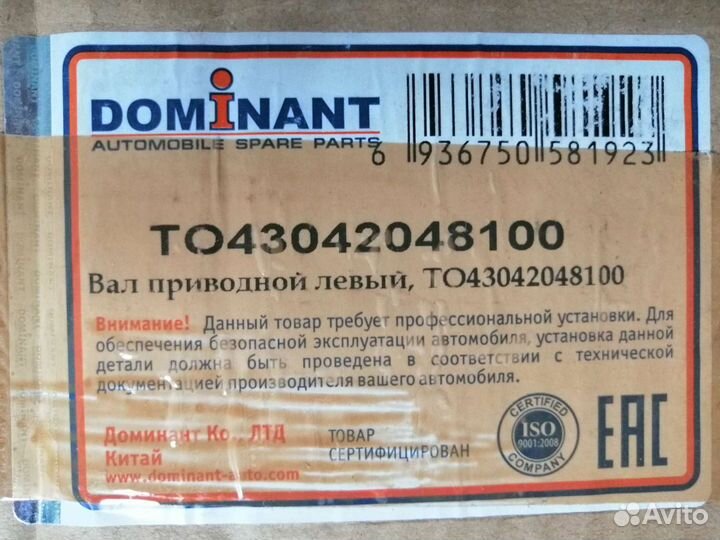 DOMINANT
AUTOMOBILE SPARE PARTS
6 936750 581923
TO43042048100
Вал приводной левый, TO43042048100
Внимание! Данный товар требует профессиональной установки. Для
обеспечения безопасной эксплуатации автомобиля, установка данной
детали должна быть проведена в соответствии с технической
документацией производителя вашего автомобиля.
Доминант Ко., ЛТД
Китай
www.dominant-auto.com
ТОВАР
СЕРТИФИЦИРОВАН
CERTIFIED
ISO
9001:2008
COMPANY
EAC
Avito